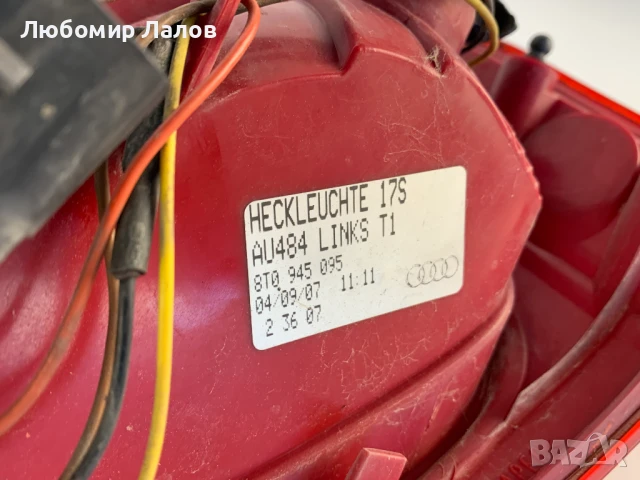 Любомир Лалов
HECKLEUCHTE 17S
AU484 LINKS T1
8T0 945 095
04/09/07 11:11
2 36 07
BAZAR